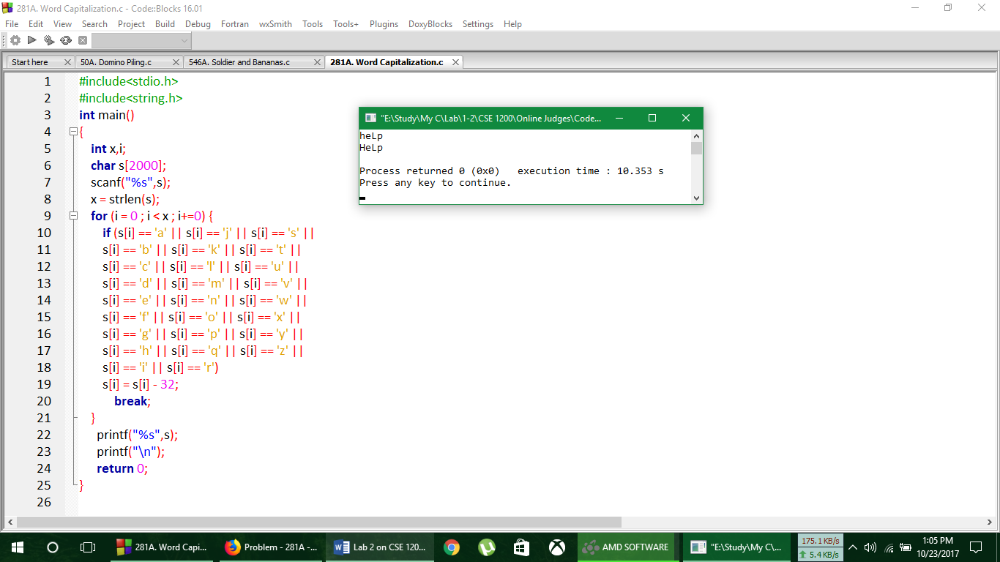 281A. Word Capitalization.c - Code::Blocks 16.01
File Edit View Search Project Build Debug Fortran wxSmith Tools Tools+ Plugins DoxyBlocks Settings Help
Start here 50A. Domino Piling.c 546A. Soldier and Bananas.c 281A. Word Capitalization.c
1 #include<stdio.h>
2 #include<string.h>
3 int main()
4 {
5 int x,i;
6 char s[2000];
7 scanf("%s",s);
8 x = strlen(s);
9 for (i = 0 ; i < x ; i+=0) {
10 if (s[i] == 'a' || s[i] == 'j' || s[i] == 's' ||
11 s[i] == 'b' || s[i] == 'k' || s[i] == 't' ||
12 s[i] == 'c' || s[i] == 'l' || s[i] == 'u' ||
13 s[i] == 'd' || s[i] == 'm' || s[i] == 'v' ||
14 s[i] == 'e' || s[i] == 'n' || s[i] == 'w' ||
15 s[i] == 'f' || s[i] == 'o' || s[i] == 'x' ||
16 s[i] == 'g' || s[i] == 'p' || s[i] == 'y' ||
17 s[i] == 'h' || s[i] == 'q' || s[i] == 'z' ||
18 s[i] == 'i' || s[i] == 'r')
19 s[i] = s[i] - 32;
20 break;
21 }
22 printf("%s",s);
23 printf("\n");
24 return 0;
25 }
26
"E:\Study\My C\Lab\1-2\CSE 1200\Online Judges\Code...
heLp
HeLp
Process returned 0 (0x0) execution time : 10.353 s
Press any key to continue.
281A. Word Capi... Problem - 281A -... Lab 2 on CSE 120... AMD SOFTWARE "E:\Study\My C\... 175.1 KB/s 1:05 PM
5.4 KB/s 10/23/2017